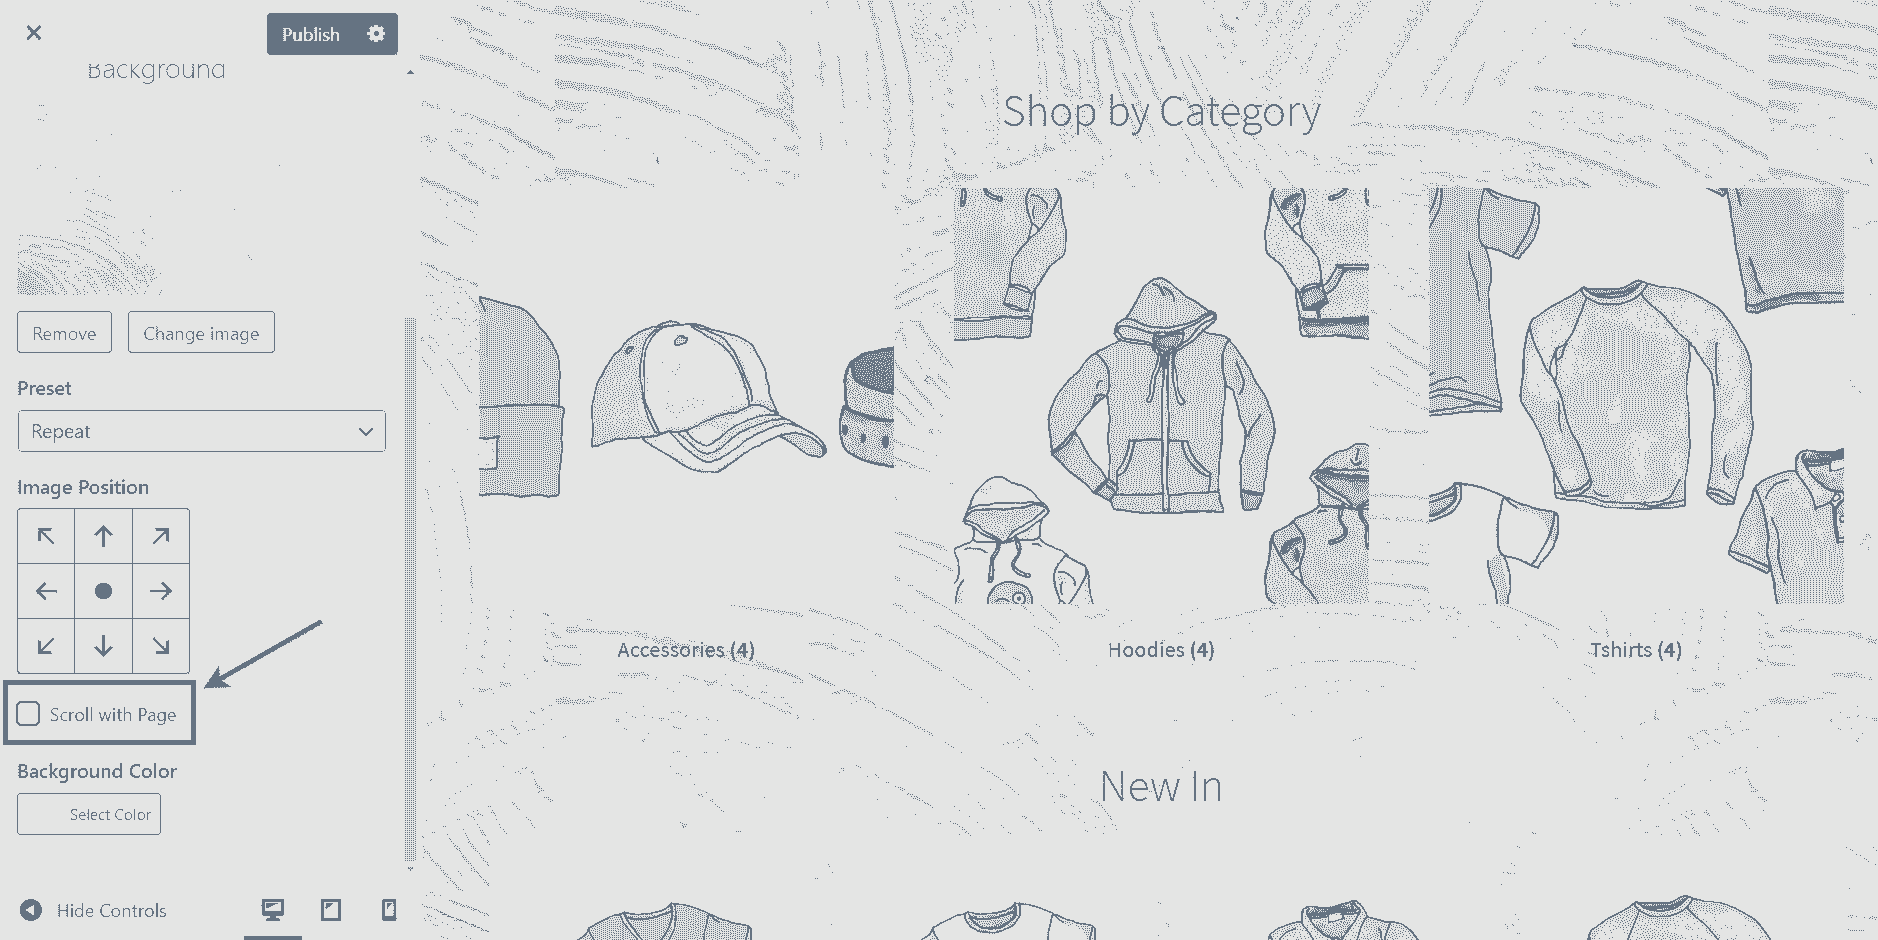 Publish
Background
Remove
Change image
Preset
Repeat
Image Position
Scroll with Page
Background Color
Select Color
Hide Controls
Shop by Category
Accessories (4)
Hoodies (4)
Tshirts (4)
New In